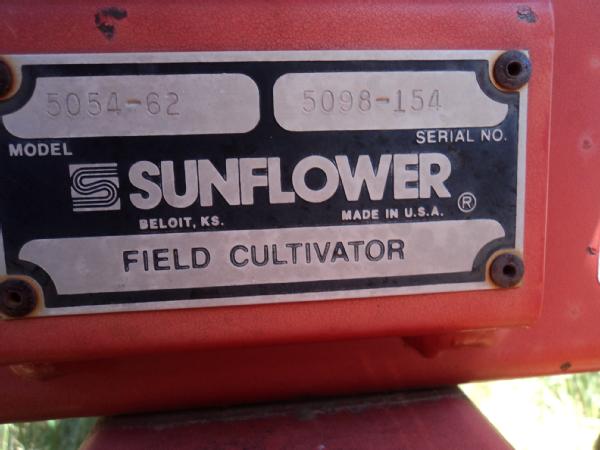 5054-62 5098-154
MODEL SERIAL NO.
SUNFLOWER ®
BELOIT, KS. MADE IN U.S.A.
FIELD CULTIVATOR